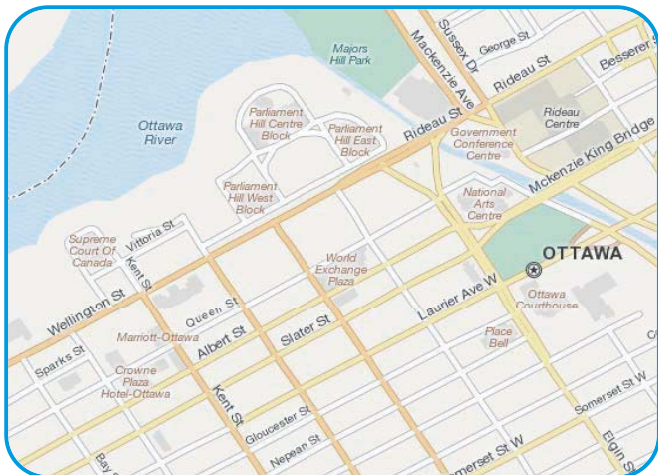 Majors
Hill Park
Mackenzie Ave
Sussex Dr
George St
Rideau St
Besserer
Ottawa
River
Parliament
Hill Centre
Block
Parliament
Hill East
Block
Rideau St
Government
Conference
Centre
Rideau
Centre
Mckenzie King Bridge
Parliament
Hill West
Block
National
Arts
Centre
Supreme
Court Of
Canada
Vittoria St
Kent St
World
Exchange
Plaza
OTTAWA
Laurier Ave W
Ottawa
Courthouse
Wellington St
Queen St
Albert St
Slater St
Marriott-Ottawa
Place
Bell
Sparks St
Crowne
Plaza
Hotel-Ottawa
Kent St
Gloucester St
Nepean St
Somerset St W
merset St W
Elgin St
Bay